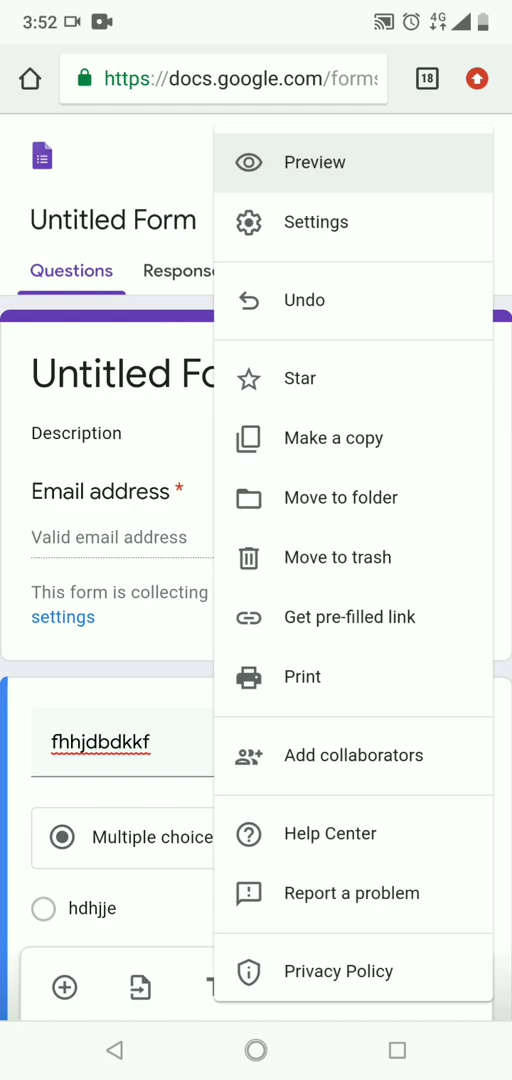 3:52
4G
https://docs.google.com/forms
18
Untitled Form
Questions
Response
Preview
Settings
Undo
Star
Make a copy
Move to folder
Move to trash
Get pre-filled link
Print
Add collaborators
Help Center
Report a problem
Privacy Policy
Untitled Fo
Description
Email address *
Valid email address
This form is collecting
settings
fhhjdbdkkf
Multiple choice
hdhjje